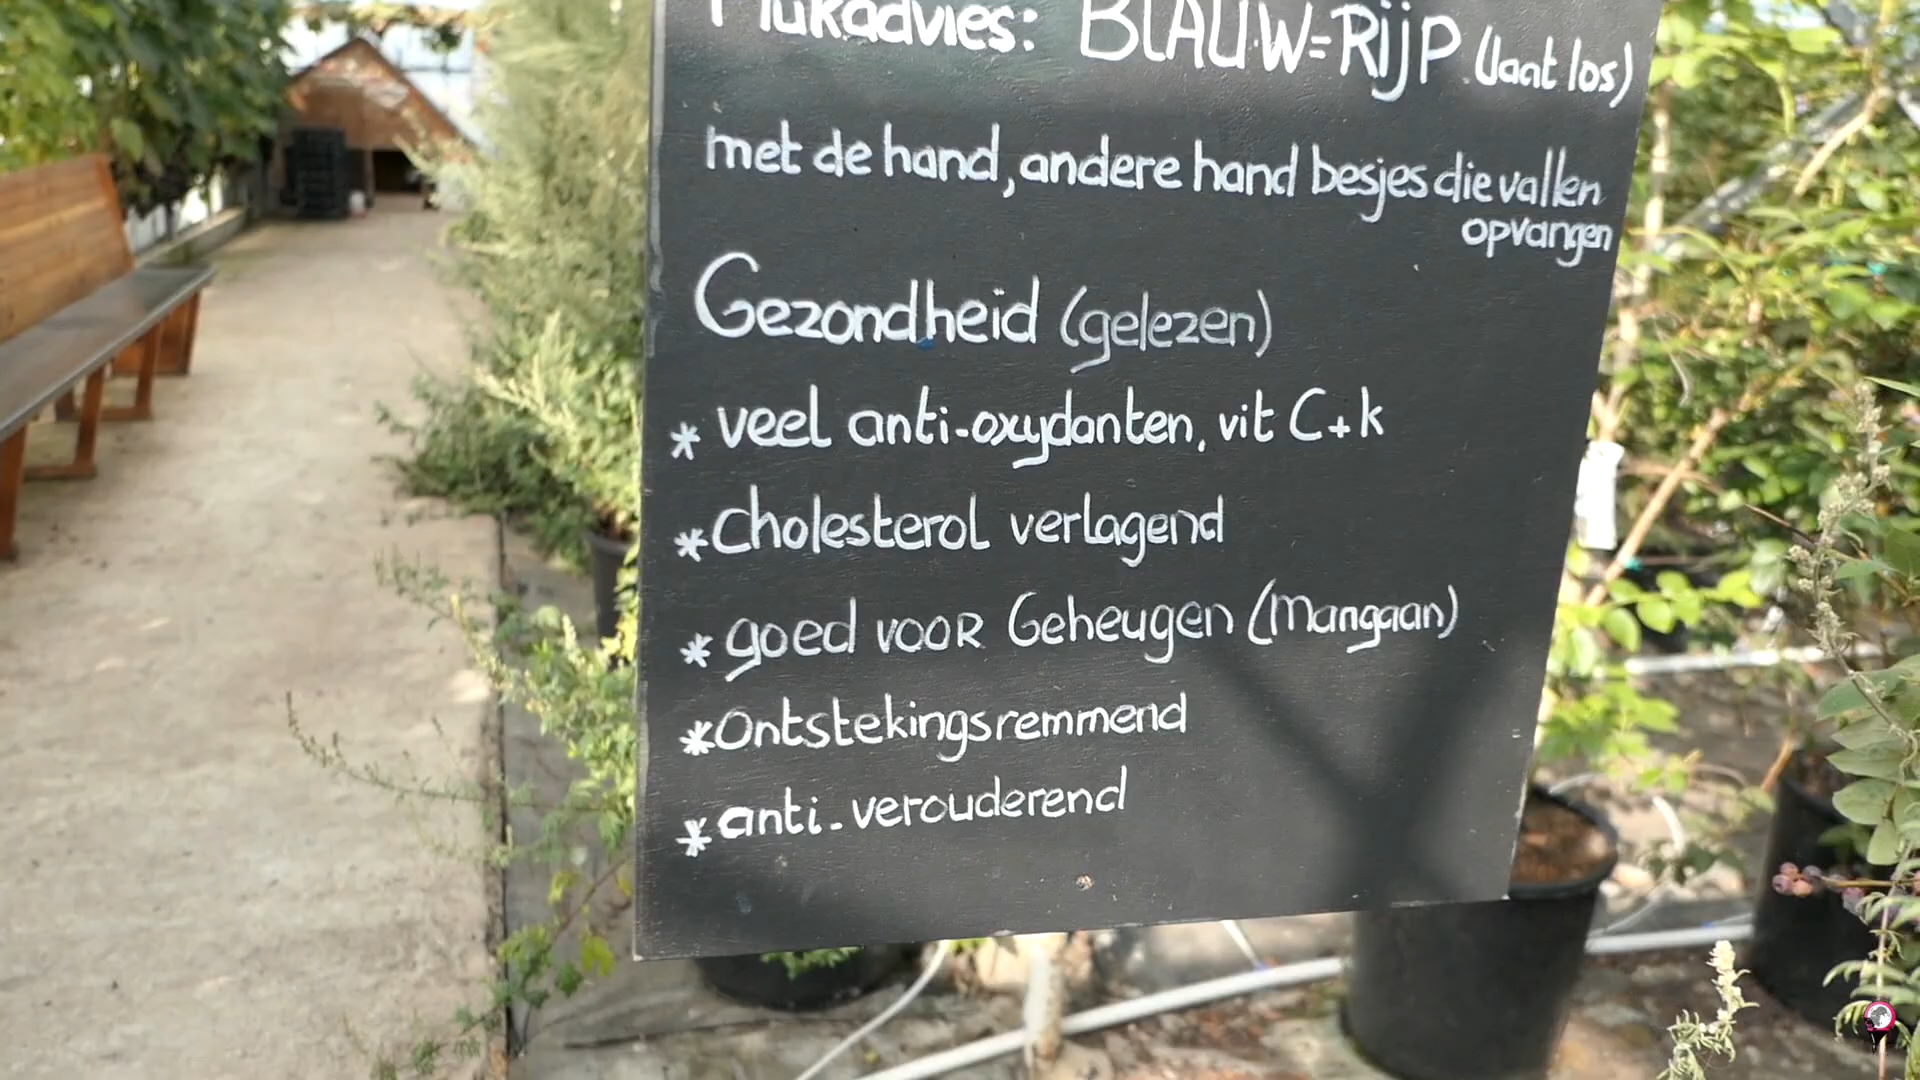 Plukadvies: BLAUW=RijP (laat los)
met de hand, andere hand besjes die vallen
opvangen
Gezondheid (gelezen)
* veel anti-oxydanten, vit C+k
* Cholesterol verlagend
* goed vooR Geheugen (Mangaan)
* Ontstekingsremmend
* anti-verouderend